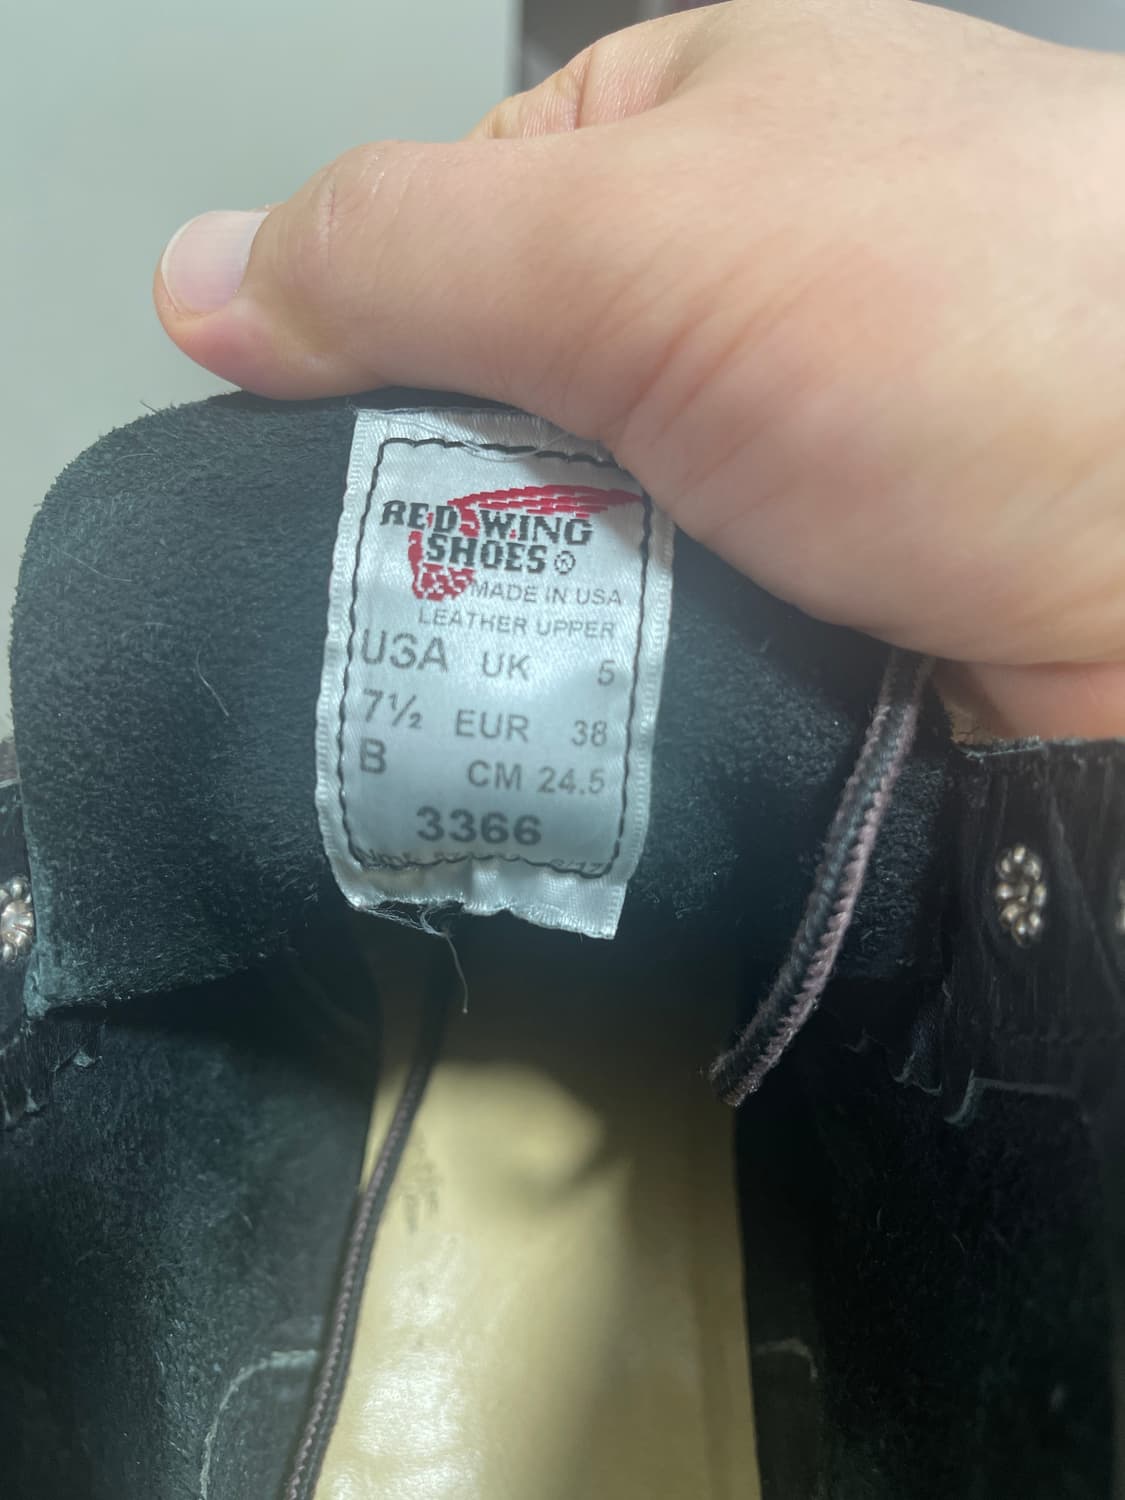 RED WING
SHOES®
MADE IN USA
LEATHER UPPER
USA UK 5
7½ EUR 38
B CM 24.5
3366